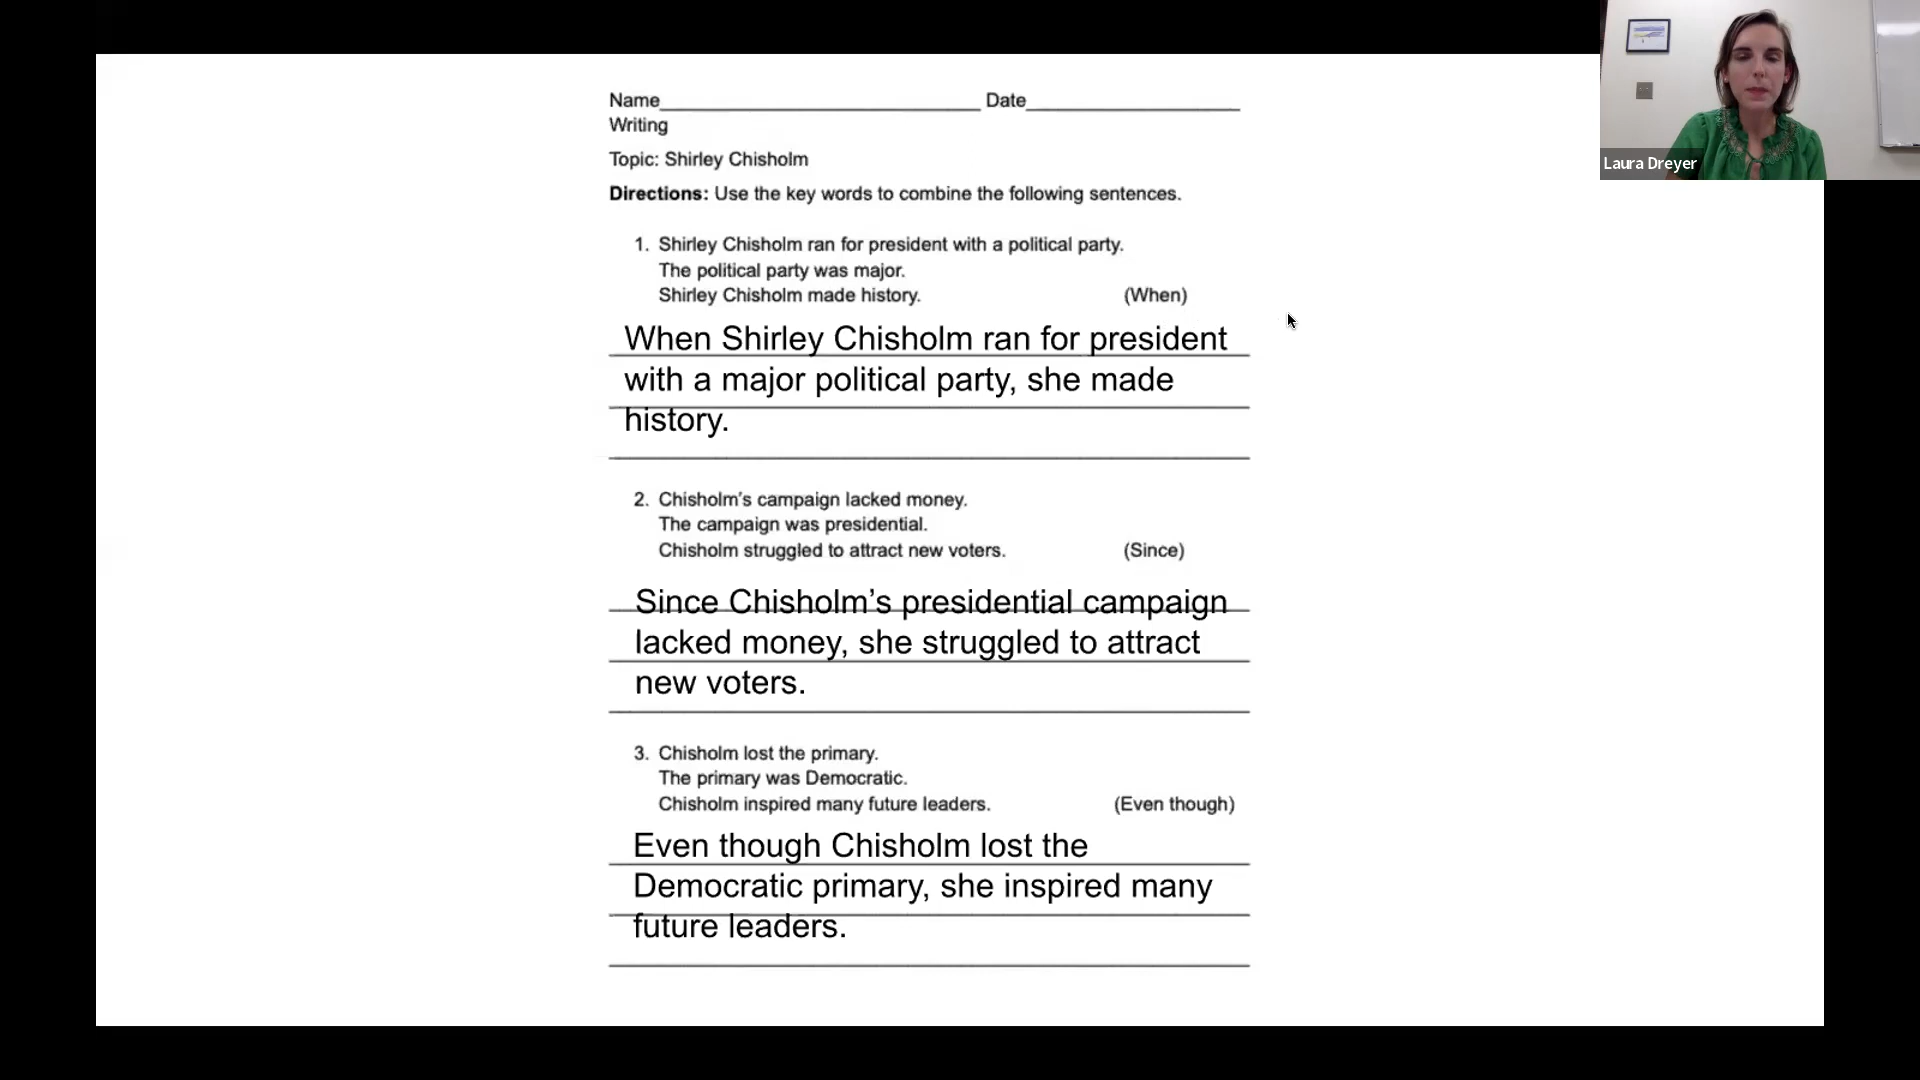 Name____________________ Date____________________
Writing
Topic: Shirley Chisholm
Directions: Use the key words to combine the following sentences.
1. Shirley Chisholm ran for president with a political party.
The political party was major.
Shirley Chisholm made history. (When)
When Shirley Chisholm ran for president
with a major political party, she made
history.
2. Chisholm's campaign lacked money.
The campaign was presidential.
Chisholm struggled to attract new voters. (Since)
Since Chisholm’s presidential campaign
lacked money, she struggled to attract
new voters.
3. Chisholm lost the primary.
The primary was Democratic.
Chisholm inspired many future leaders. (Even though)
Even though Chisholm lost the
Democratic primary, she inspired many
future leaders.
Laura Dreyer